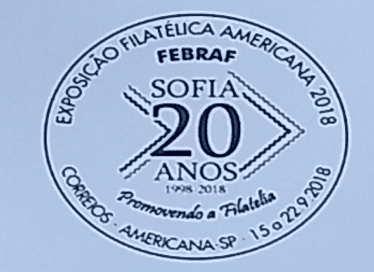 EXPOSIÇÃO FILATÉLICA AMERICANA 2018
FEBRAF
SOFIA
20
ANOS
1998-2018
Promovendo a Filatelia
CORREIOS - AMERICANA-SP - 15 a 22.9.2018